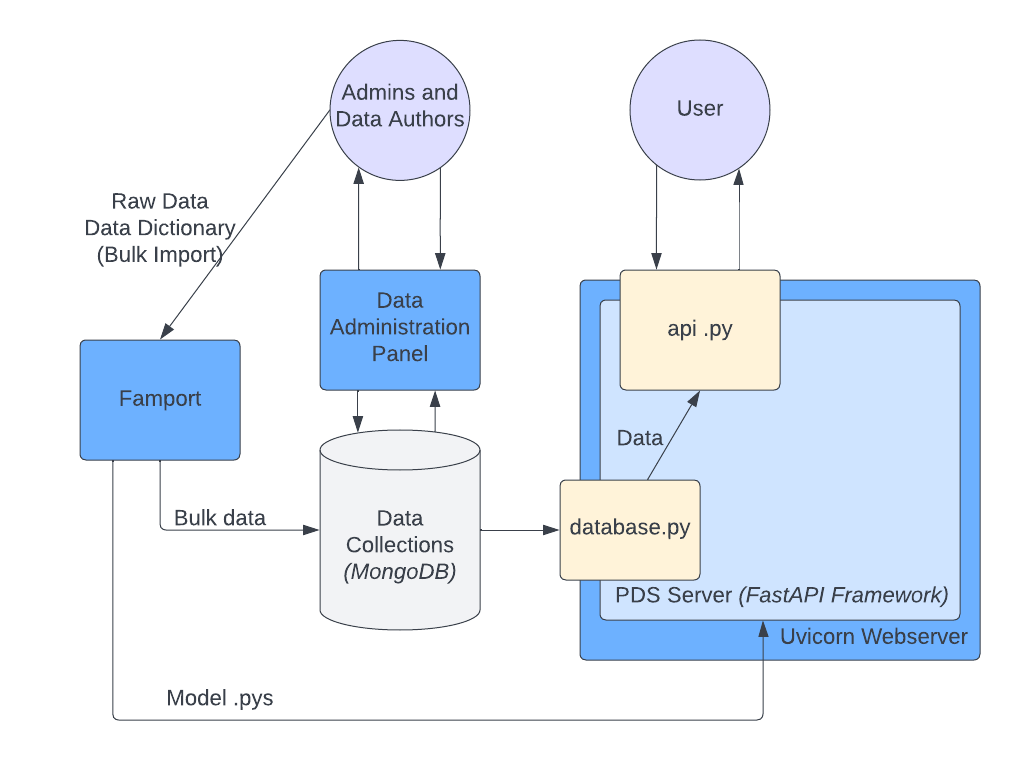 Admins and
Data Authors
User
Raw Data
Data Dictionary
(Bulk Import)
Data
Administration
Panel
api .py
Famport
Data
Bulk data
Data
Collections
(MongoDB)
database.py
PDS Server (FastAPI Framework)
Uvicorn Webserver
Model .pys